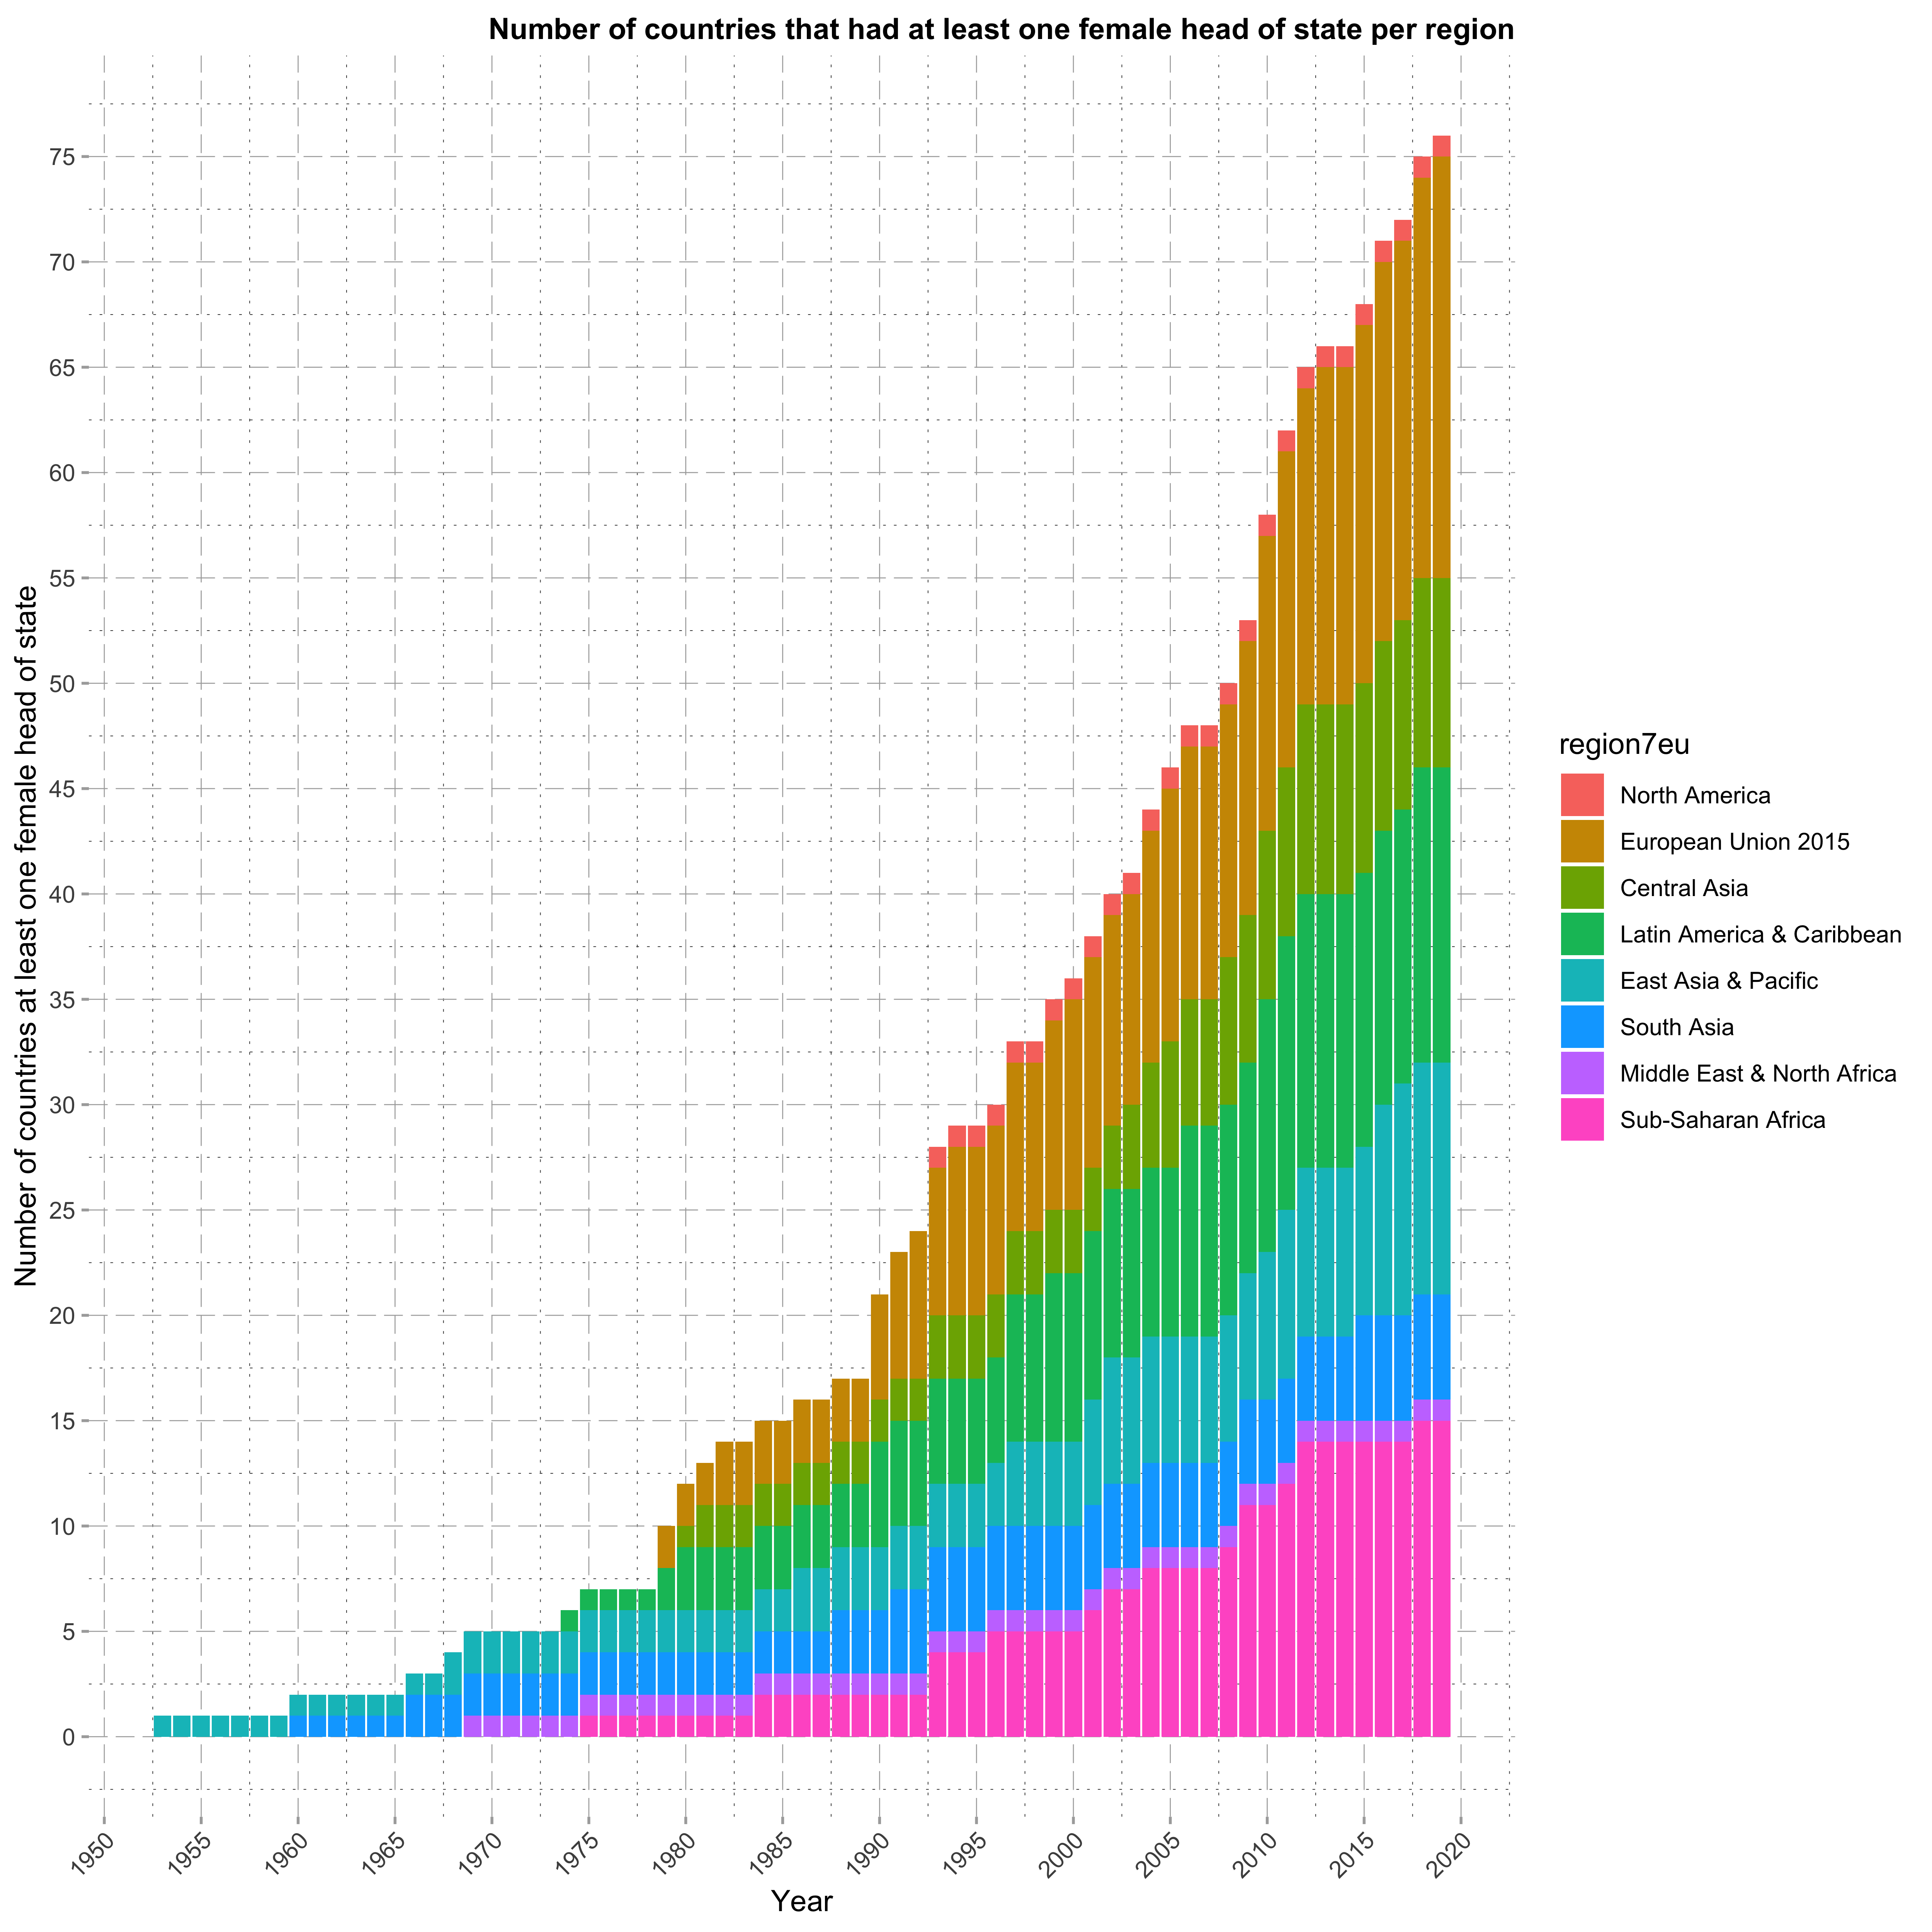 Number of countries that had at least one female head of state per region
Number of countries at least one female head of state
75
70
65
60
55
50
45
40
35
30
25
20
15
10
5
0
1950
1955
1960
1965
1970
1975
1980
1985
1990
1995
2000
2005
2010
2015
2020
Year
region7eu
North America
European Union 2015
Central Asia
Latin America & Caribbean
East Asia & Pacific
South Asia
Middle East & North Africa
Sub-Saharan Africa